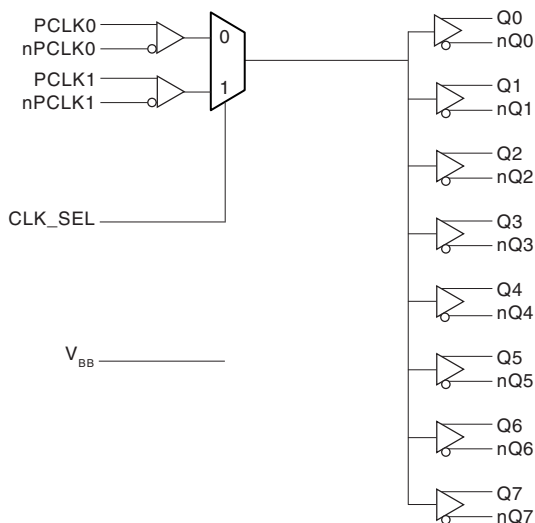 PCLK0
nPCLK0
PCLK1
nPCLK1
0
1
CLK_SEL
VBB
Q0
nQ0
Q1
nQ1
Q2
nQ2
Q3
nQ3
Q4
nQ4
Q5
nQ5
Q6
nQ6
Q7
nQ7